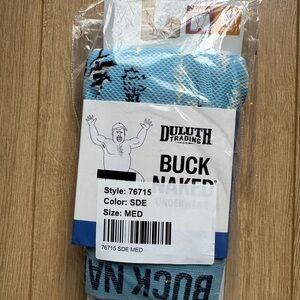 DULUTH
TRADING
BUCK
NAKED
UNDERWEAR
Style: 76715
Color: SDE
Size: MED
76715 SDE MED
BUCK NA